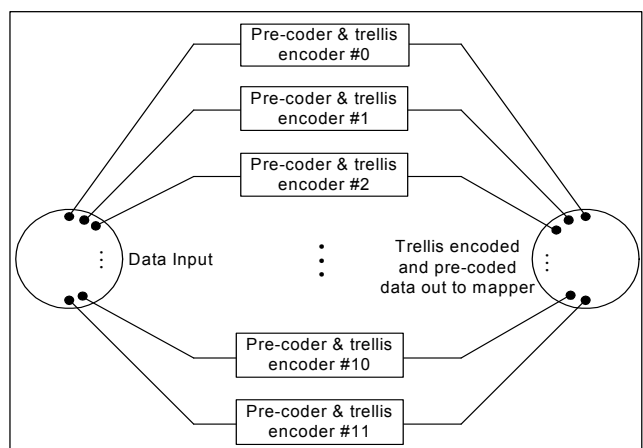 Pre-coder & trellis
encoder #0
Pre-coder & trellis
encoder #1
Pre-coder & trellis
encoder #2
Data Input
Trellis encoded
and pre-coded
data out to mapper
Pre-coder & trellis
encoder #10
Pre-coder & trellis
encoder #11